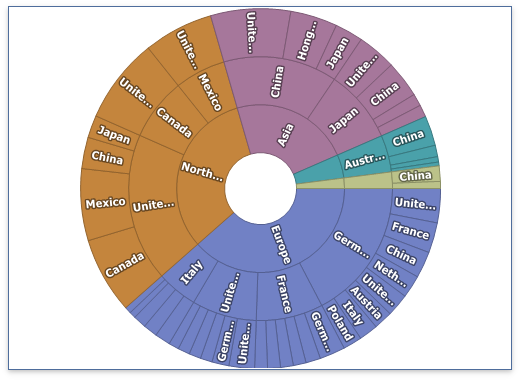 Asia
China
Unite...
Hong...
Japan
Japan
Unite...
China
Austr...
China
China
Europe
Germ...
Unite...
France
China
Neth...
Unite...
Austria
Italy
Poland
France
Germ...
Unite...
Unite...
Germ...
Italy
North...
Unite...
Canada
Mexico
China
Japan
Canada
Unite...
Mexico
Unite...